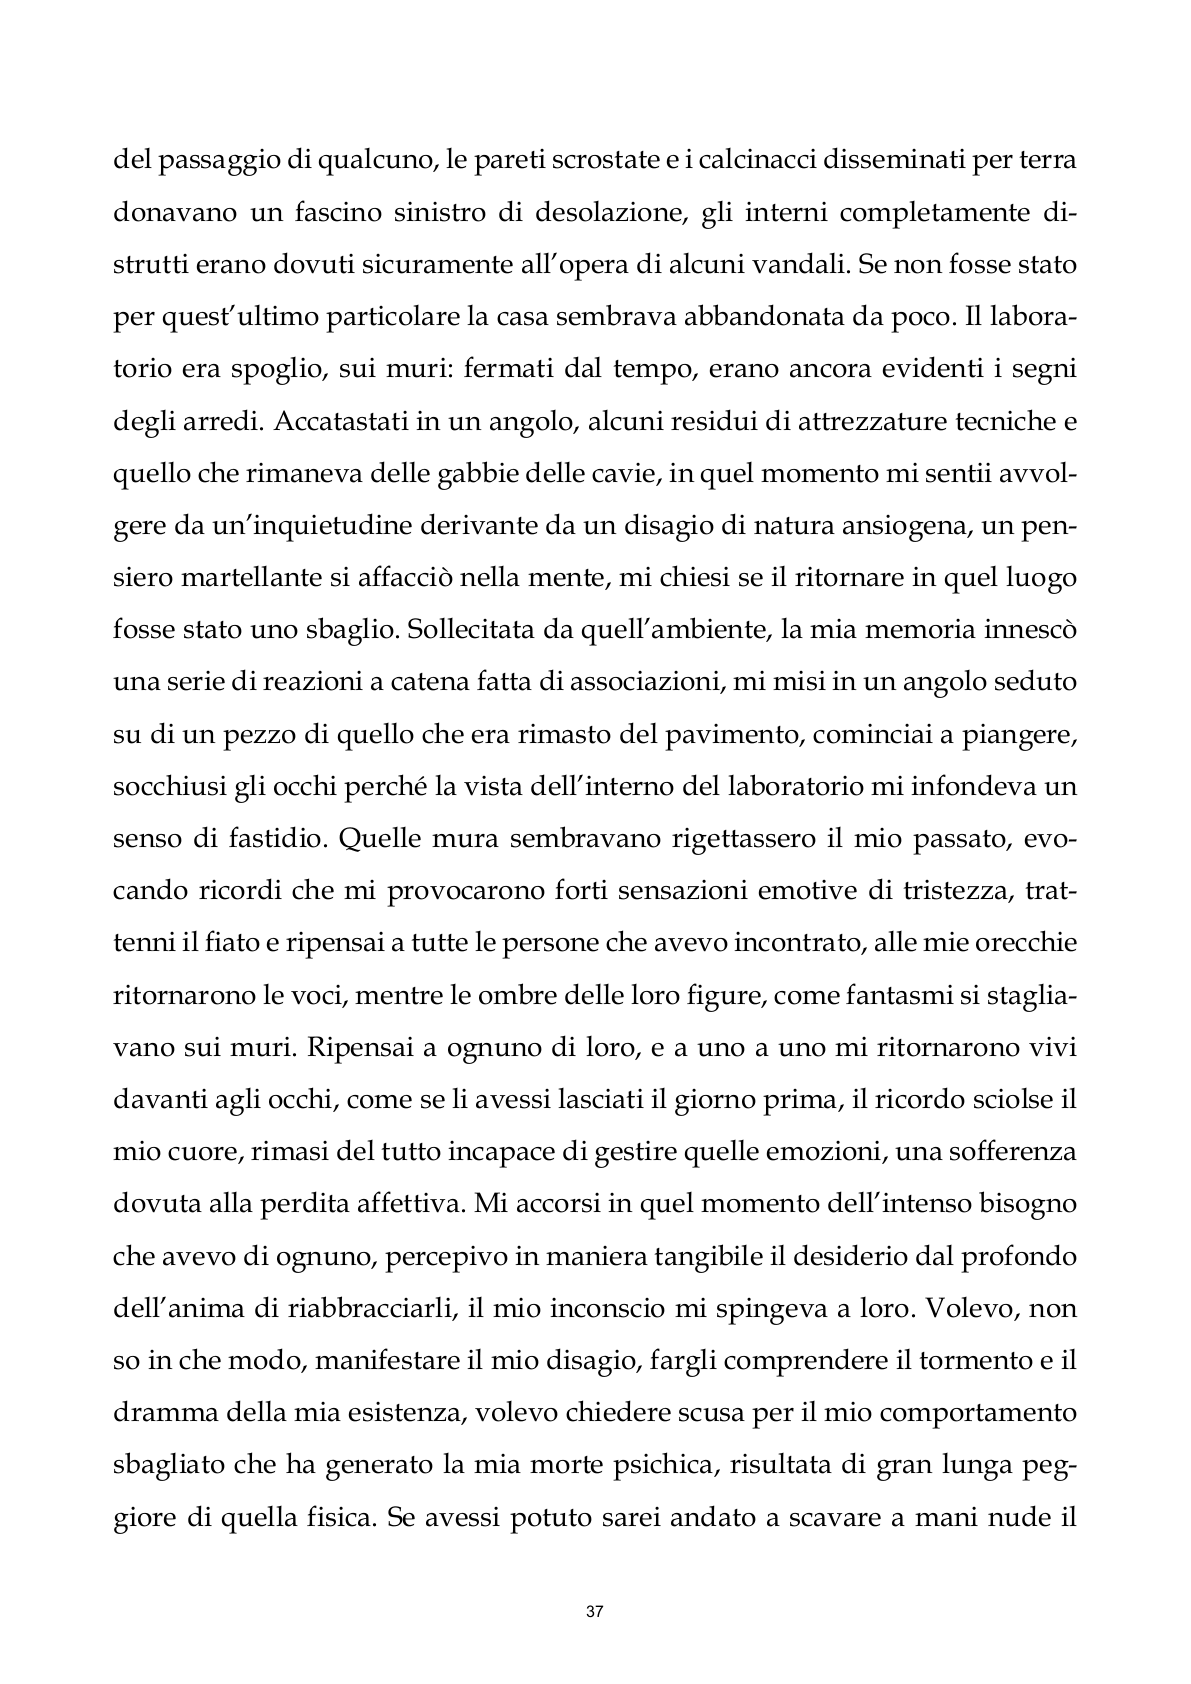 del passaggio di qualcuno, le pareti scrostate e i calcinacci disseminati per terra
donavano un fascino sinistro di desolazione, gli interni completamente di-
strutti erano dovuti sicuramente all’opera di alcuni vandali. Se non fosse stato
per quest’ultimo particolare la casa sembrava abbandonata da poco. Il labora-
torio era spoglio, sui muri: fermati dal tempo, erano ancora evidenti i segni
degli arredi. Accatastati in un angolo, alcuni residui di attrezzature tecniche e
quello che rimaneva delle gabbie delle cavie, in quel momento mi sentii avvol-
gere da un’inquietudine derivante da un disagio di natura ansiogena, un pen-
siero martellante si affacciò nella mente, mi chiesi se il ritornare in quel luogo
fosse stato uno sbaglio. Sollecitata da quell’ambiente, la mia memoria innescò
una serie di reazioni a catena fatta di associazioni, mi misi in un angolo seduto
su di un pezzo di quello che era rimasto del pavimento, cominciai a piangere,
socchiusi gli occhi perché la vista dell’interno del laboratorio mi infondeva un
senso di fastidio. Quelle mura sembravano rigettassero il mio passato, evo-
cando ricordi che mi provocarono forti sensazioni emotive di tristezza, trat-
tenni il fiato e ripensai a tutte le persone che avevo incontrato, alle mie orecchie
ritornarono le voci, mentre le ombre delle loro figure, come fantasmi si staglia-
vano sui muri. Ripensai a ognuno di loro, e a uno a uno mi ritornarono vivi
davanti agli occhi, come se li avessi lasciati il giorno prima, il ricordo sciolse il
mio cuore, rimasi del tutto incapace di gestire quelle emozioni, una sofferenza
dovuta alla perdita affettiva. Mi accorsi in quel momento dell’intenso bisogno
che avevo di ognuno, percepivo in maniera tangibile il desiderio dal profondo
dell’anima di riabbracciarli, il mio inconscio mi spingeva a loro. Volevo, non
so in che modo, manifestare il mio disagio, fargli comprendere il tormento e il
dramma della mia esistenza, volevo chiedere scusa per il mio comportamento
sbagliato che ha generato la mia morte psichica, risultata di gran lunga peg-
giore di quella fisica. Se avessi potuto sarei andato a scavare a mani nude il
37